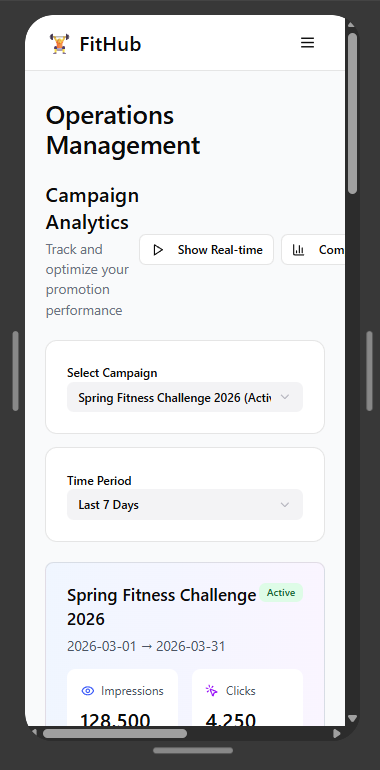 FitHub
Operations
Management
Campaign
Analytics
Track and
optimize your
promotion
performance
Show Real-time
Com
Select Campaign
Spring Fitness Challenge 2026 (Activ
Time Period
Last 7 Days
Spring Fitness Challenge
2026
Active
2026-03-01 → 2026-03-31
Impressions
Clicks
128,500
4,250